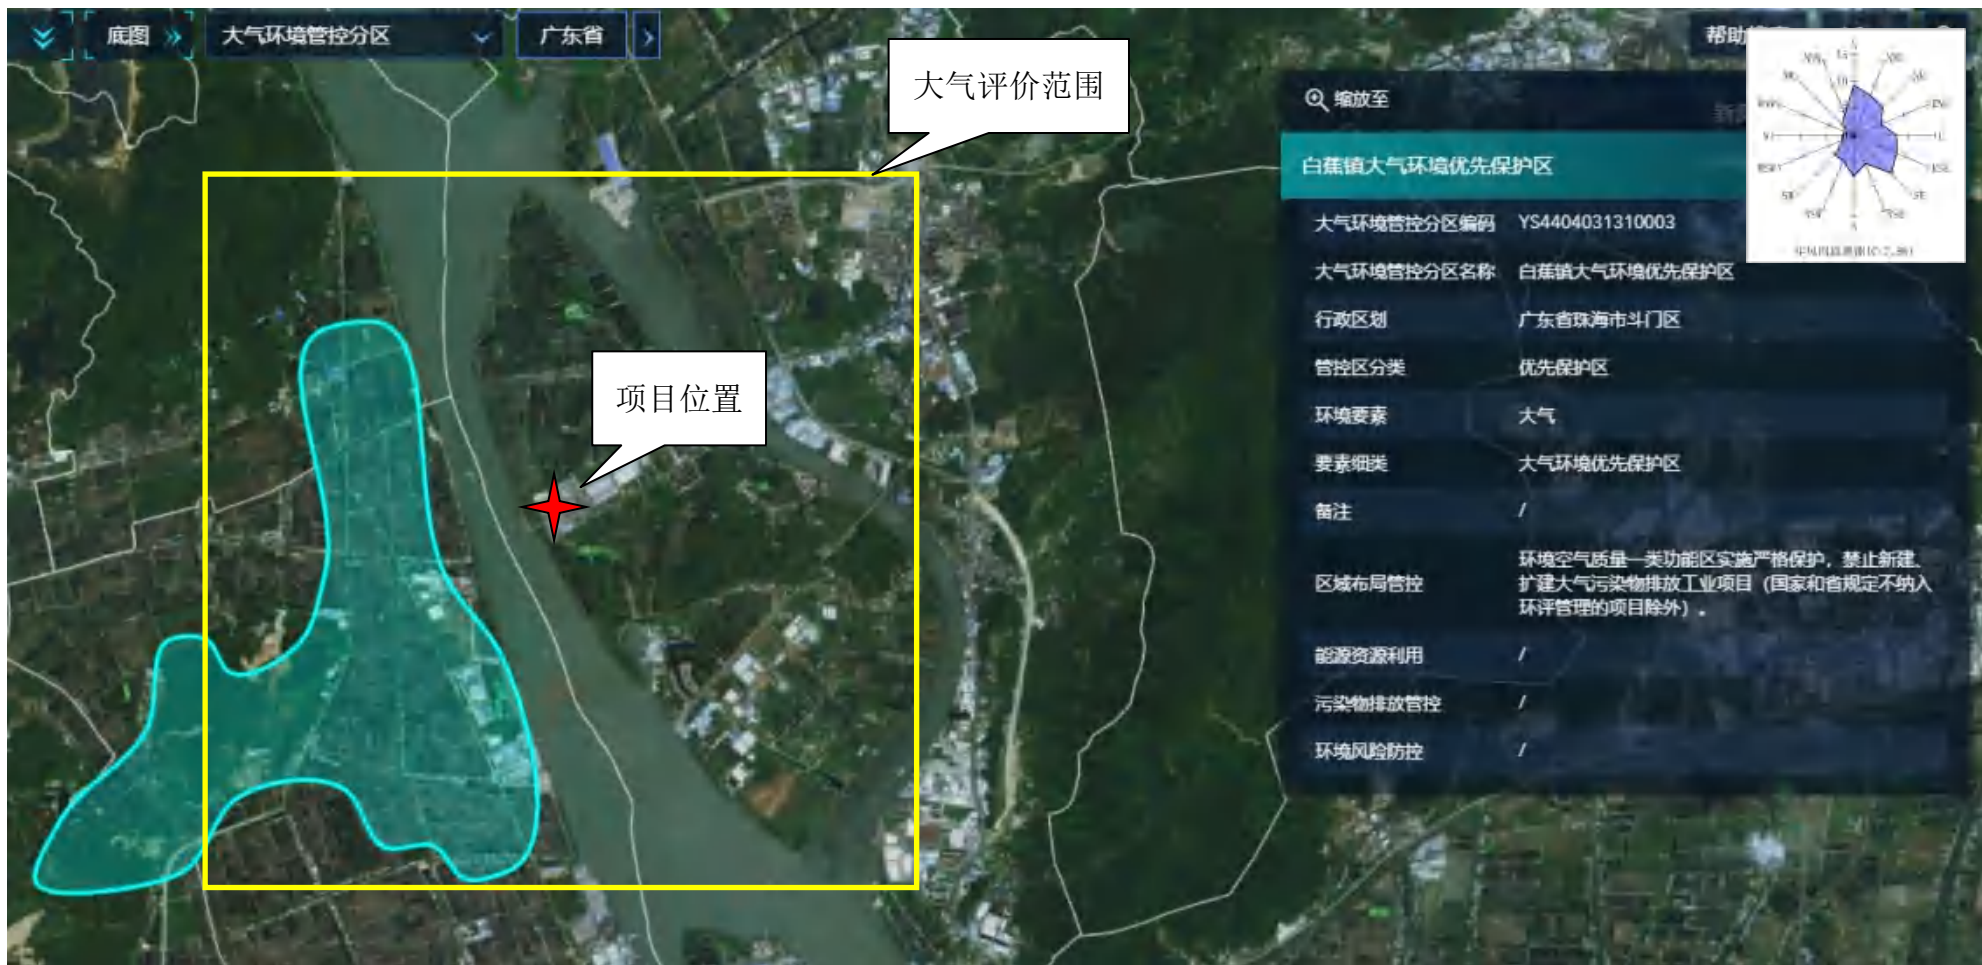 底图
大气环境管控分区
广东省
帮助
大气评价范围
项目位置
缩放至
白蕉镇大气环境优先保护区
大气环境管控分区编码 YS4404031310003
大气环境管控分区名称 白蕉镇大气环境优先保护区
行政区划 广东省珠海市斗门区
管控区分类 优先保护区
环境要素 大气
要素细类 大气环境优先保护区
备注 /
区域布局管控 环境空气质量一类功能区实施严格保护，禁止新建、
扩建大气污染物排放工业项目（国家和省规定不纳入
环评管理的项目除外）。
能源资源利用 /
污染物排放管控 /
环境风险防控 /